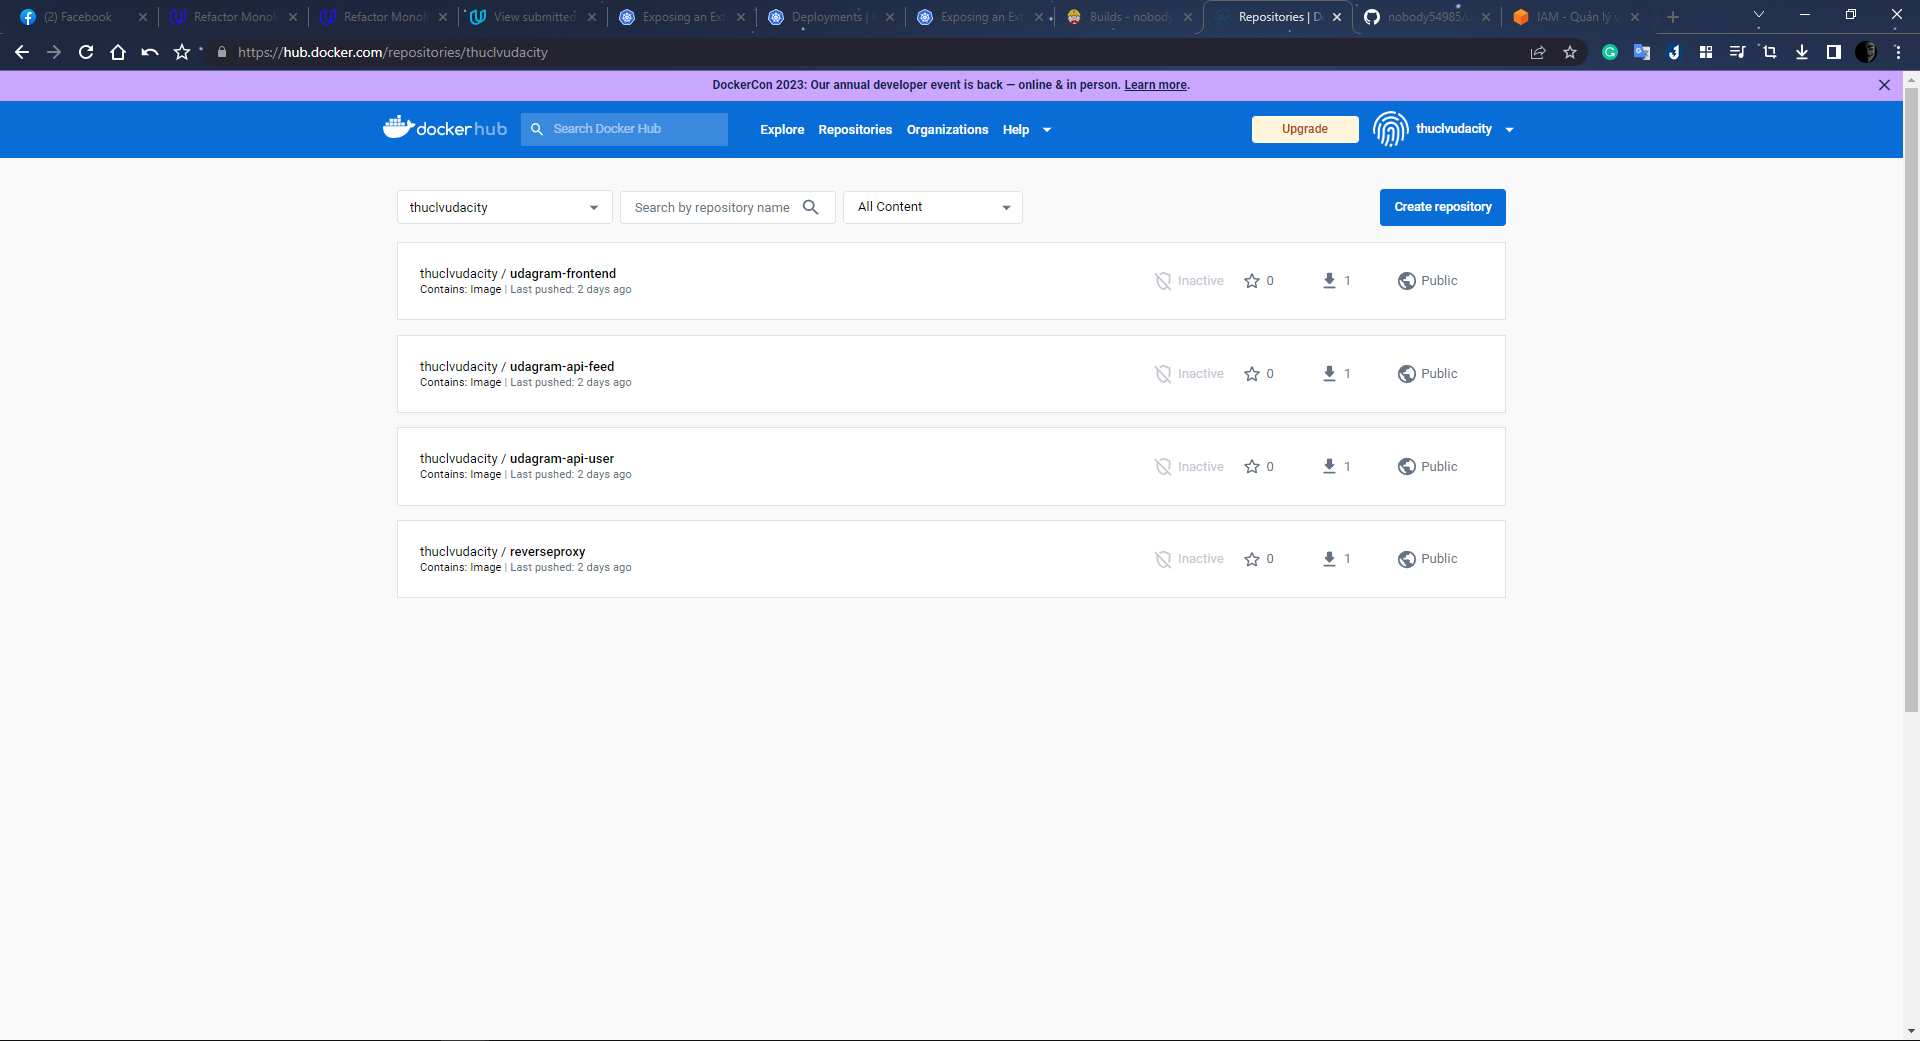 (2) Facebook
Refactor Monoli
Refactor Monoli
View submitted
Exposing an Ext
Deployments |
Exposing an Ext
Builds - nobody
Repositories | D
nobody54985/u
IAM - Quản lý v
https://hub.docker.com/repositories/thuclvudacity
DockerCon 2023: Our annual developer event is back — online & in person. Learn more.
dockerhub
Search Docker Hub
Explore
Repositories
Organizations
Help
Upgrade
thuclvudacity
thuclvudacity
Search by repository name
All Content
Create repository
thuclvudacity / udagram-frontend
Contains: Image | Last pushed: 2 days ago
Inactive
0
1
Public
thuclvudacity / udagram-api-feed
Contains: Image | Last pushed: 2 days ago
Inactive
0
1
Public
thuclvudacity / udagram-api-user
Contains: Image | Last pushed: 2 days ago
Inactive
0
1
Public
thuclvudacity / reverseproxy
Contains: Image | Last pushed: 2 days ago
Inactive
0
1
Public